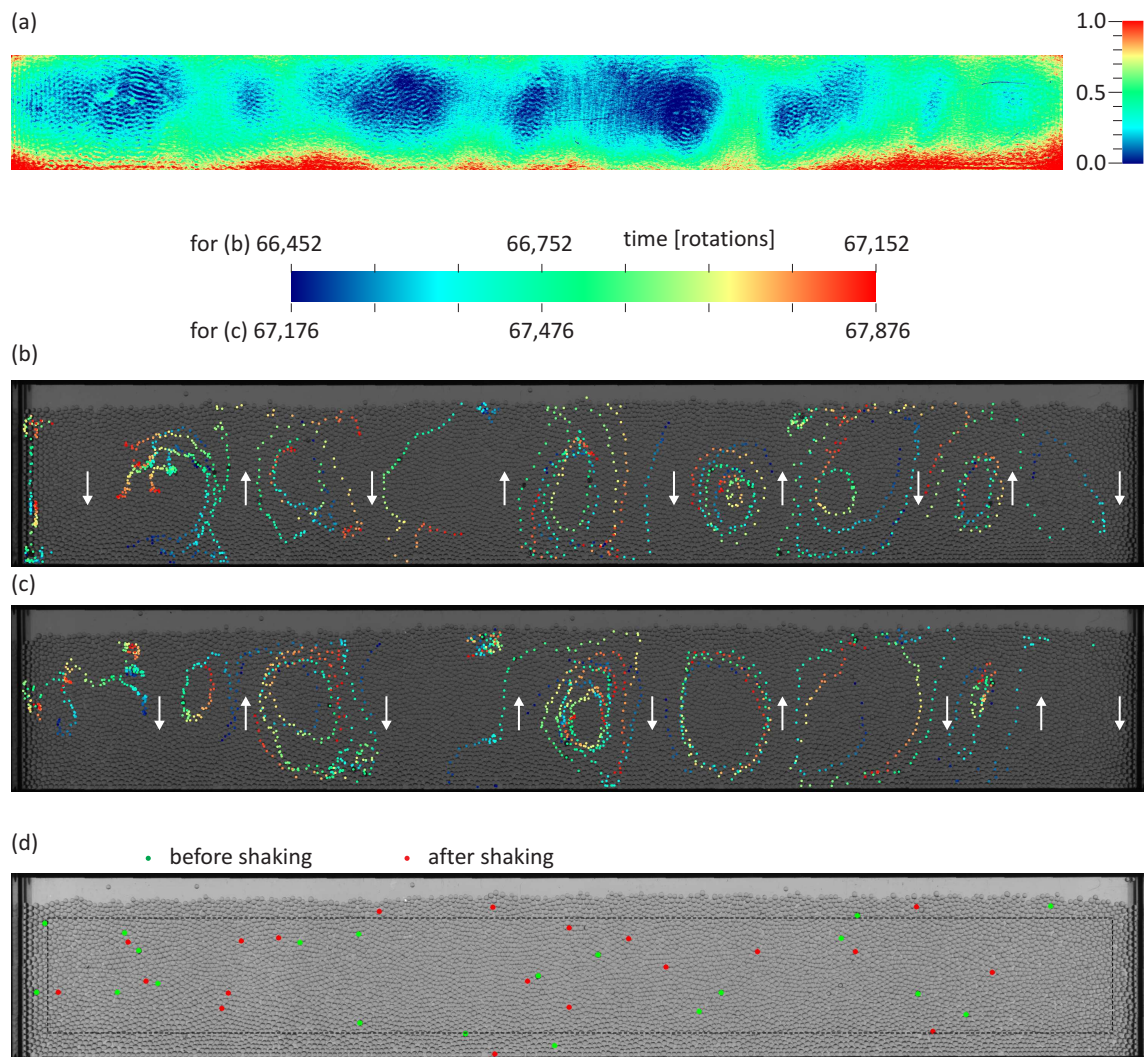 (a)
1.0
0.5
0.0
for (b) 66,452 66,752 time [rotations] 67,152
for (c) 67,176 67,476 67,876
(b)
(c)
(d)
before shaking after shaking